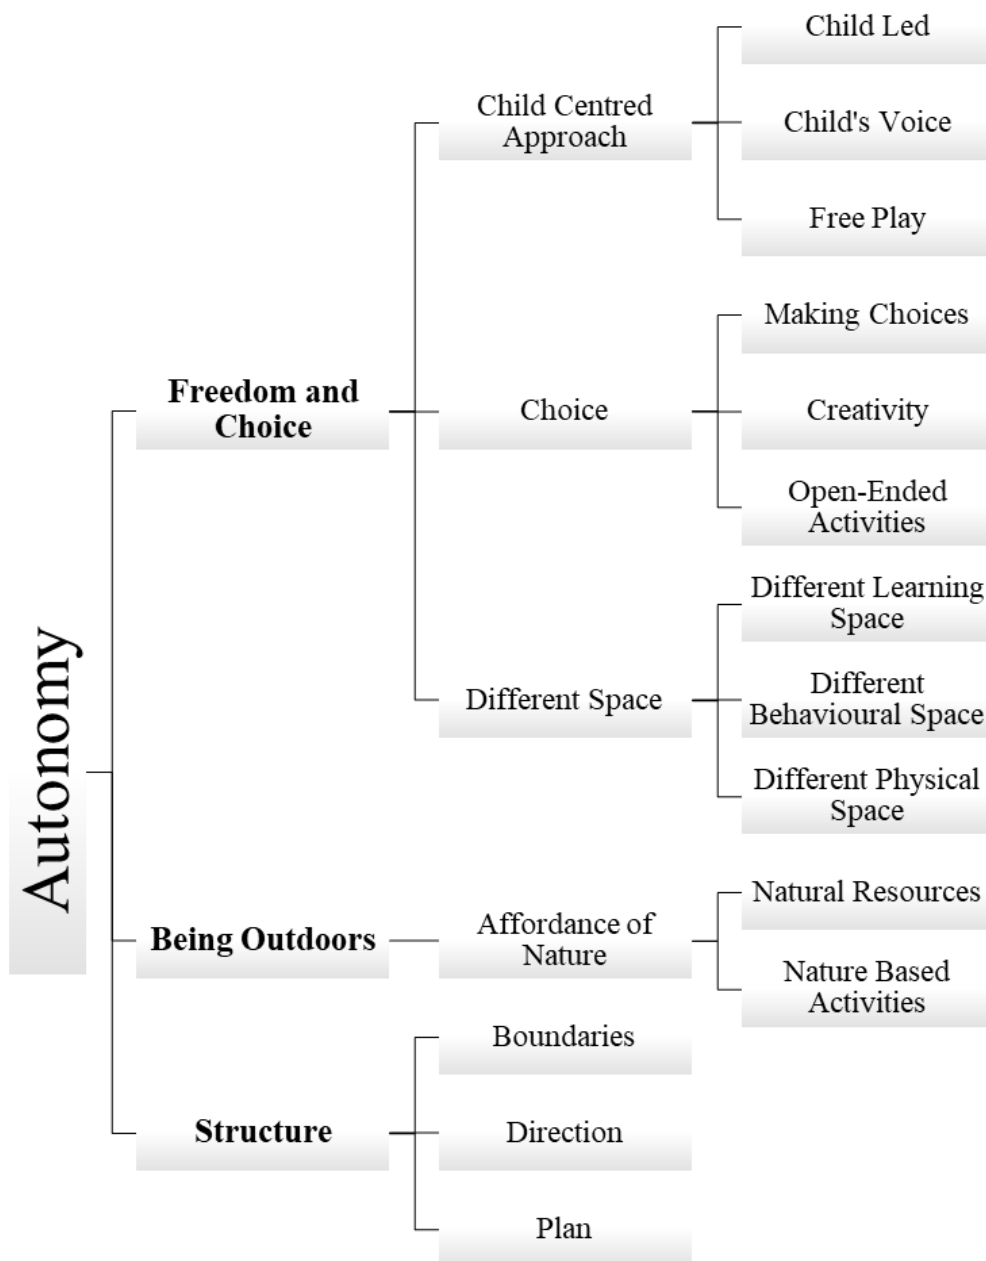 Autonomy
Freedom and
Choice
Child Centred
Approach
Child Led
Child's Voice
Free Play
Choice
Making Choices
Creativity
Open-Ended
Activities
Different Space
Different Learning
Space
Different
Behavioural Space
Different Physical
Space
Being Outdoors
Affordance of
Nature
Natural Resources
Nature Based
Activities
Structure
Boundaries
Direction
Plan